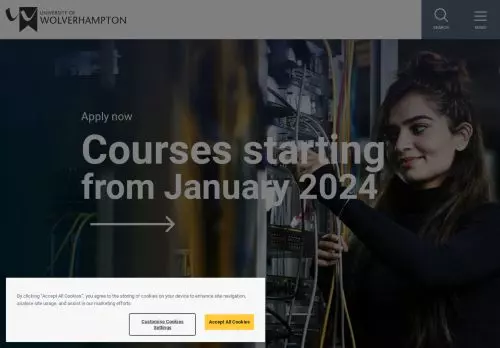 UNIVERSITY OF
WOLVERHAMPTON
SEARCH
MENU
Apply now
Courses starting
from January 2024
By clicking "Accept All Cookies", you agree to the storing of cookies on your device to enhance site navigation,
analyse site usage, and assist in our marketing efforts.
Customise Cookies
Settings
Accept All Cookies